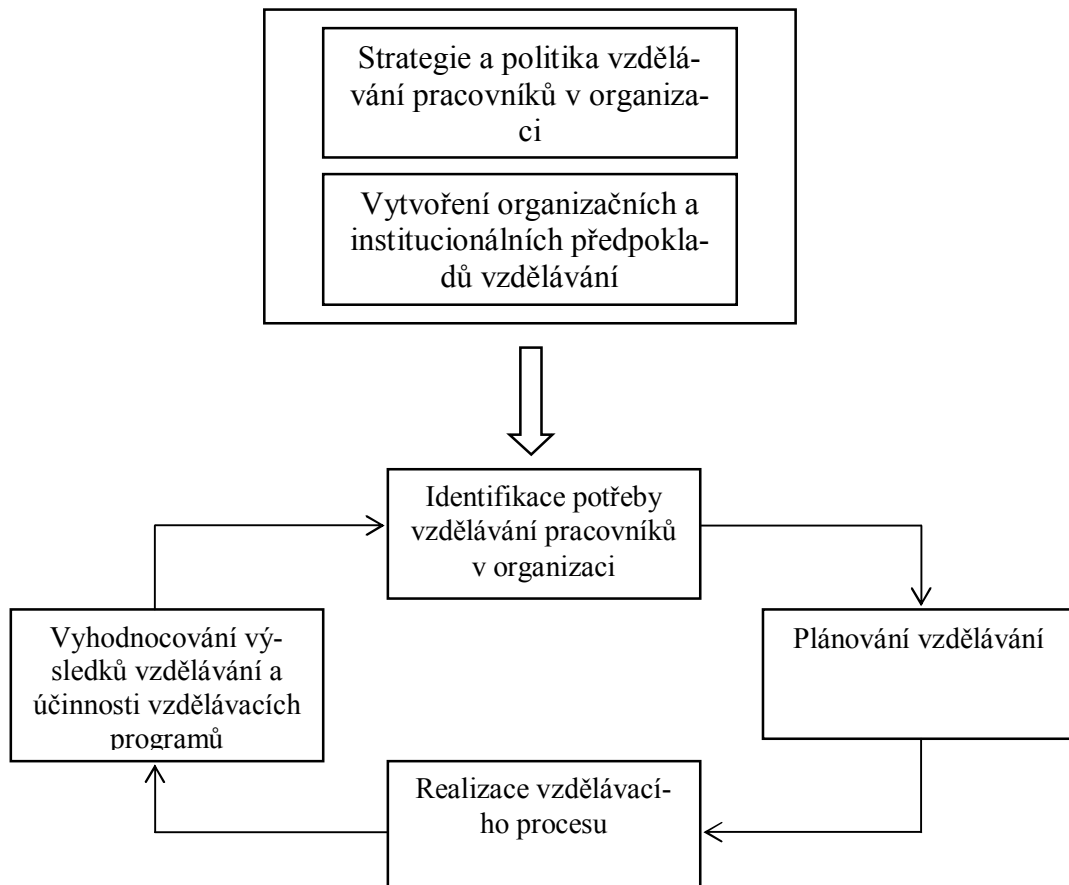 Strategie a politika vzdělá-
vání pracovníků v organiza-
ci
Vytvoření organizačních a
institucionálních předpokla-
dů vzdělávání
Identifikace potřeby
vzdělávání pracovníků
v organizaci
Vyhodnocování vý-
sledků vzdělávání a
účinnosti vzdělávacích
programů
Plánování vzdělávání
Realizace vzdělávací-
ho procesu